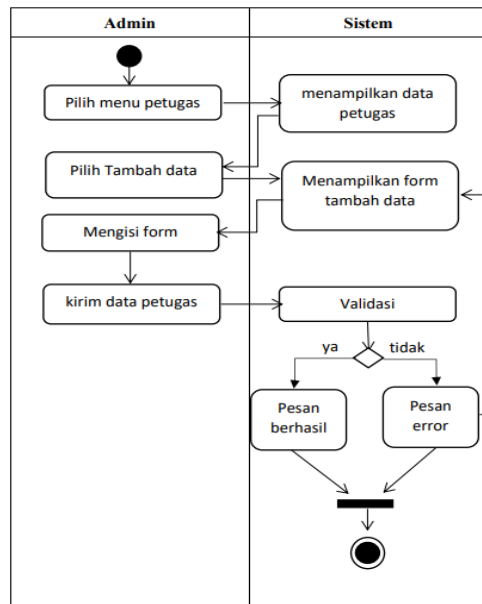 Admin
Sistem
Pilih menu petugas
menampilkan data
petugas
Pilih Tambah data
Menampilkan form
tambah data
Mengisi form
kirim data petugas
Validasi
ya
tidak
Pesan
berhasil
Pesan
error